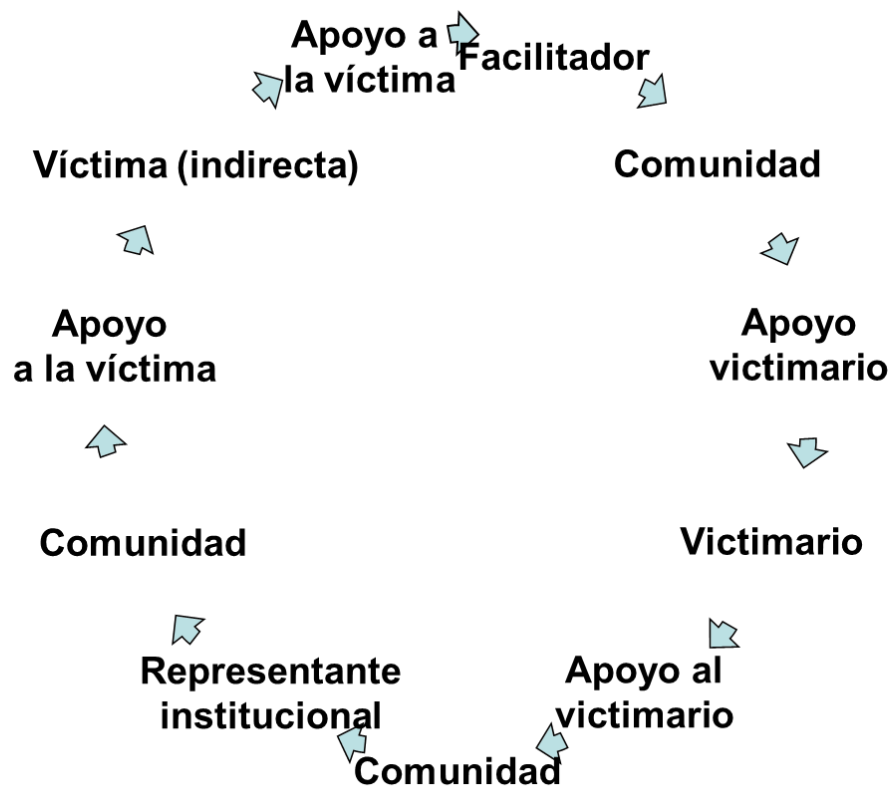 Apoyo a
la víctima
Facilitador
Comunidad
Apoyo
victimario
Victimario
Apoyo al
victimario
Comunidad
Representante
institucional
Comunidad
Apoyo
a la víctima
Víctima (indirecta)